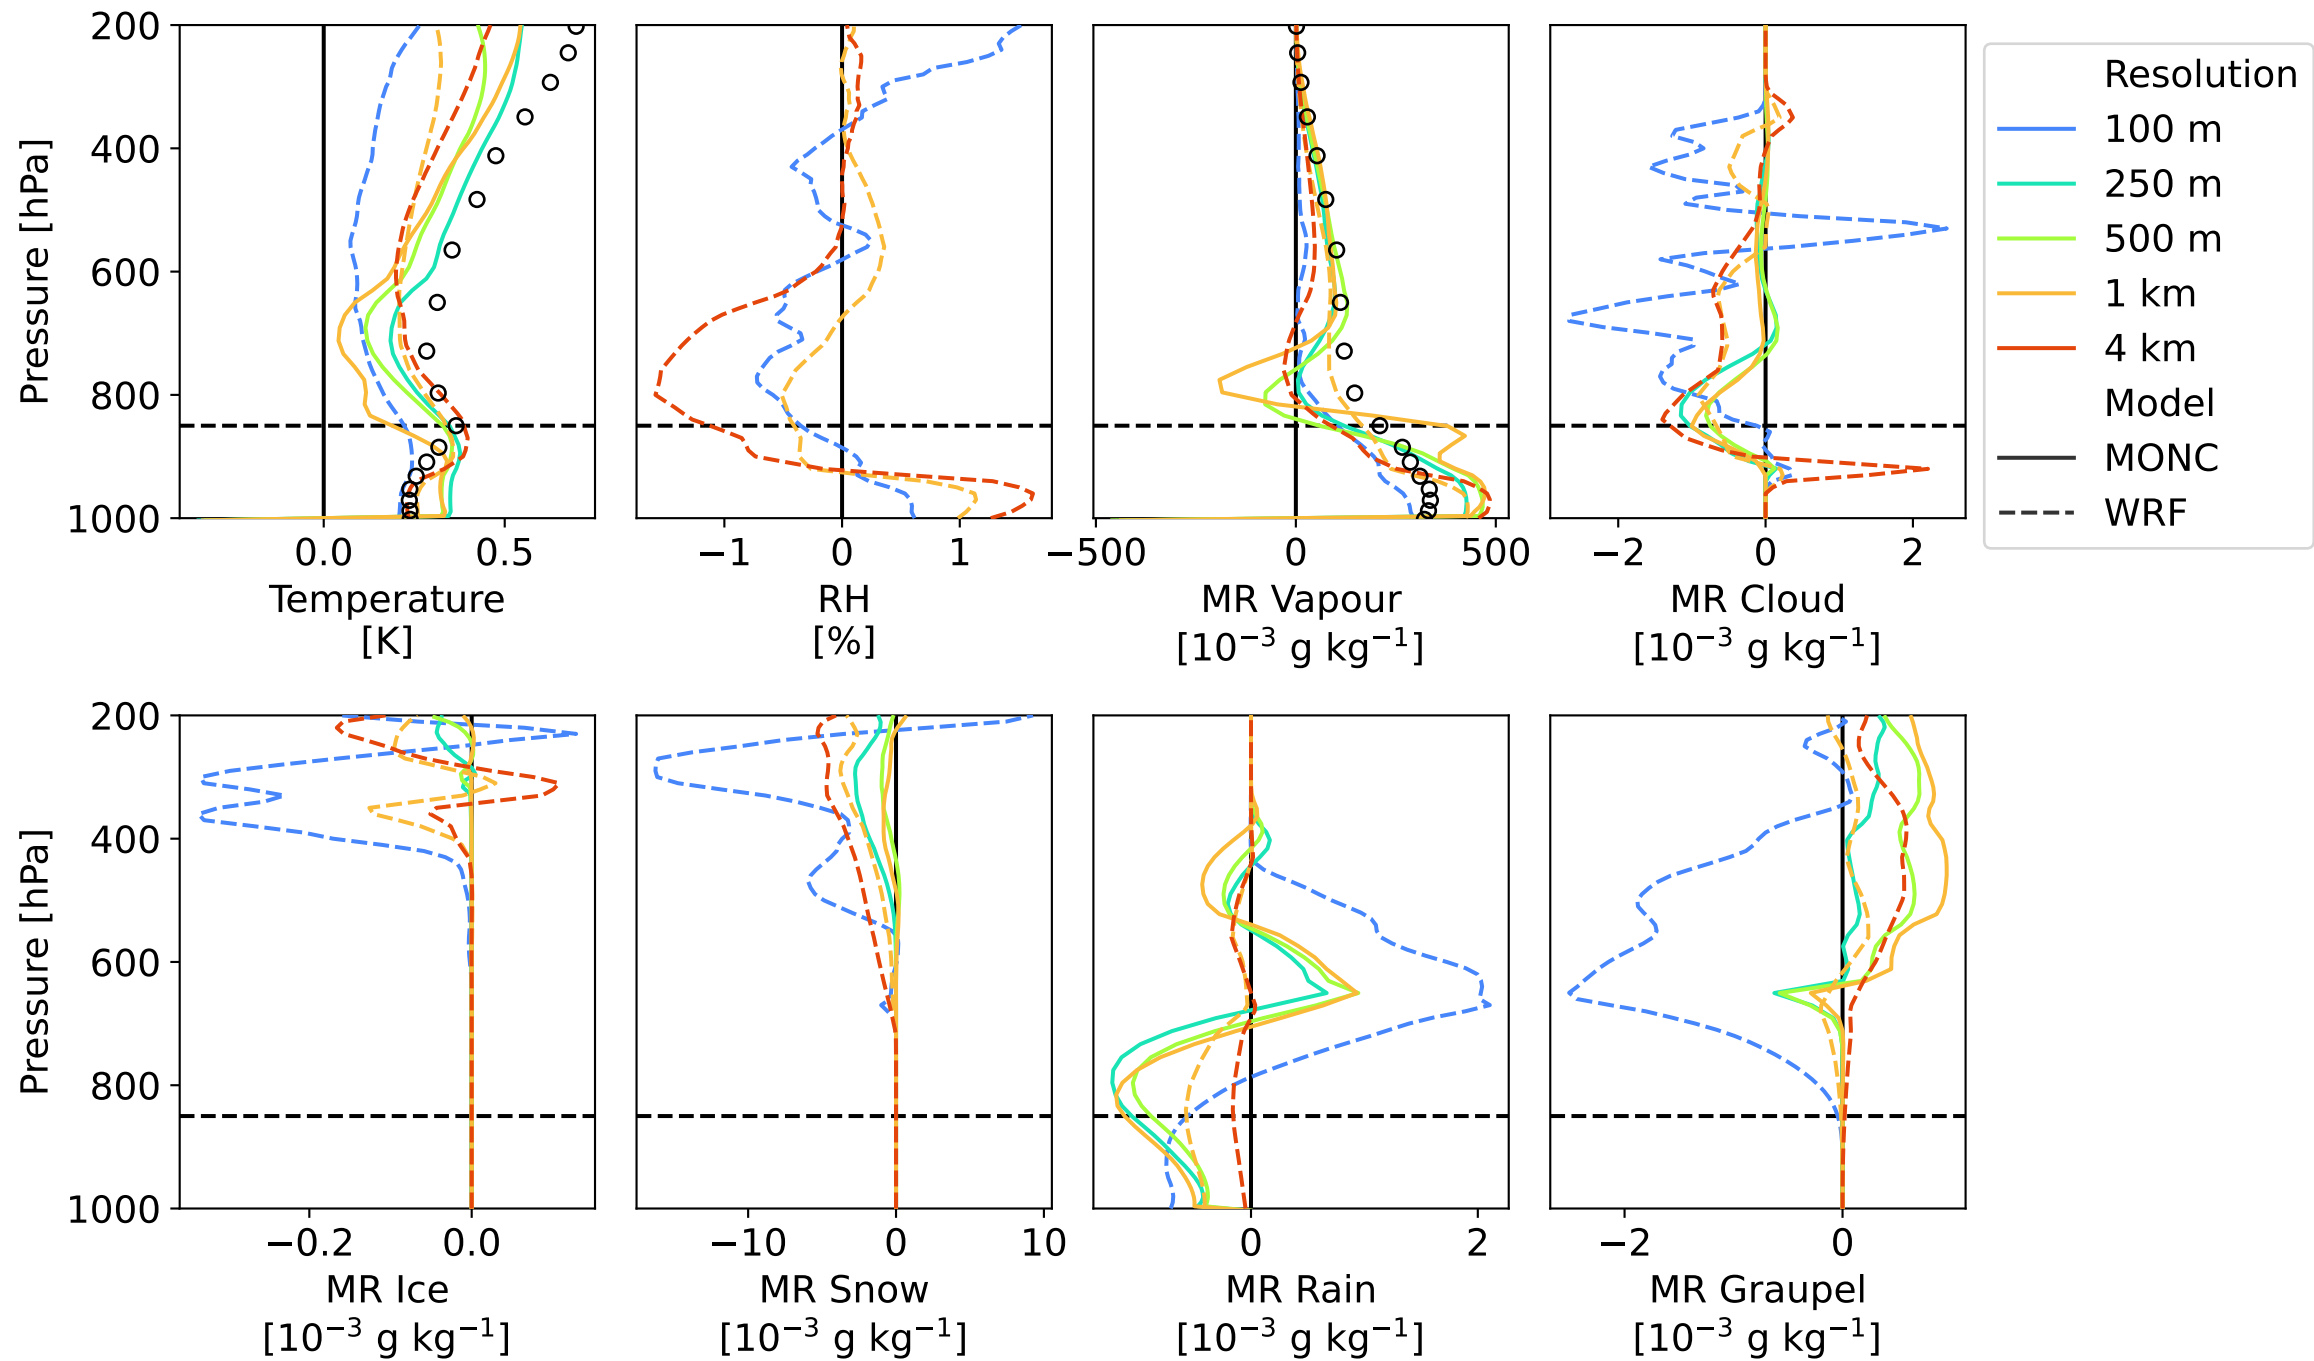 200
400
600
800
1000
Pressure [hPa]
0.0 0.5
Temperature
[K]
−1 0 1
RH
[%]
−500 0 500
MR Vapour
[10⁻³ g kg⁻¹]
−2 0 2
MR Cloud
[10⁻³ g kg⁻¹]
Resolution
100 m
250 m
500 m
1 km
4 km
Model
MONC
WRF
200
400
600
800
1000
Pressure [hPa]
−0.2 0.0
MR Ice
[10⁻³ g kg⁻¹]
−10 0 10
MR Snow
[10⁻³ g kg⁻¹]
0 2
MR Rain
[10⁻³ g kg⁻¹]
−2 0
MR Graupel
[10⁻³ g kg⁻¹]